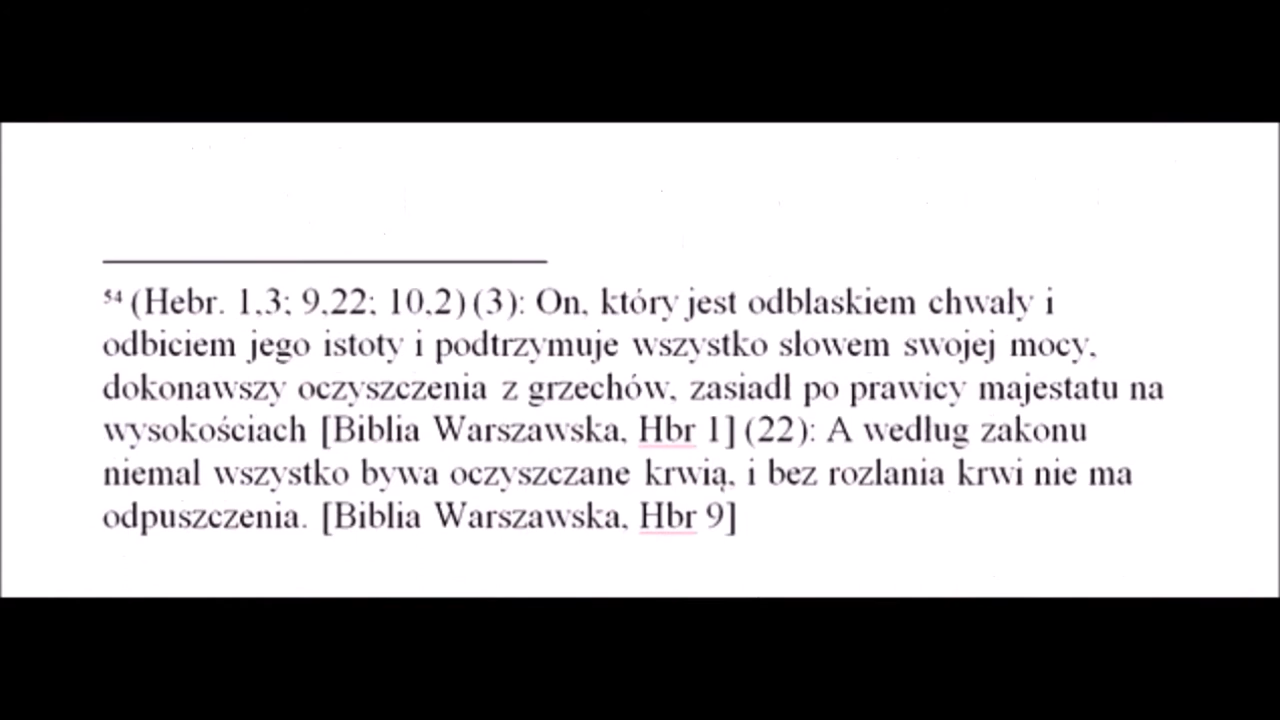 ⁵⁴ (Hebr. 1,3; 9,22; 10,2) (3): On, który jest odblaskiem chwały i
odbiciem jego istoty i podtrzymuje wszystko słowem swojej mocy,
dokonawszy oczyszczenia z grzechów, zasiadł po prawicy majestatu na
wysokościach [Biblia Warszawska, Hbr 1] (22): A według zakonu
niemal wszystko bywa oczyszczane krwią, i bez rozlania krwi nie ma
odpuszczenia. [Biblia Warszawska, Hbr 9]